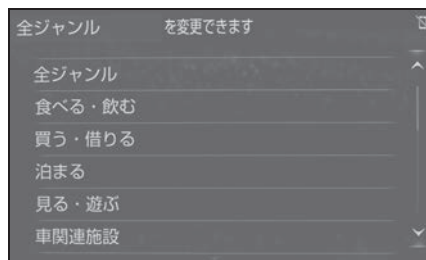 全ジャンル を変更できます
全ジャンル
食べる・飲む
買う・借りる
泊まる
見る・遊ぶ
車関連施設